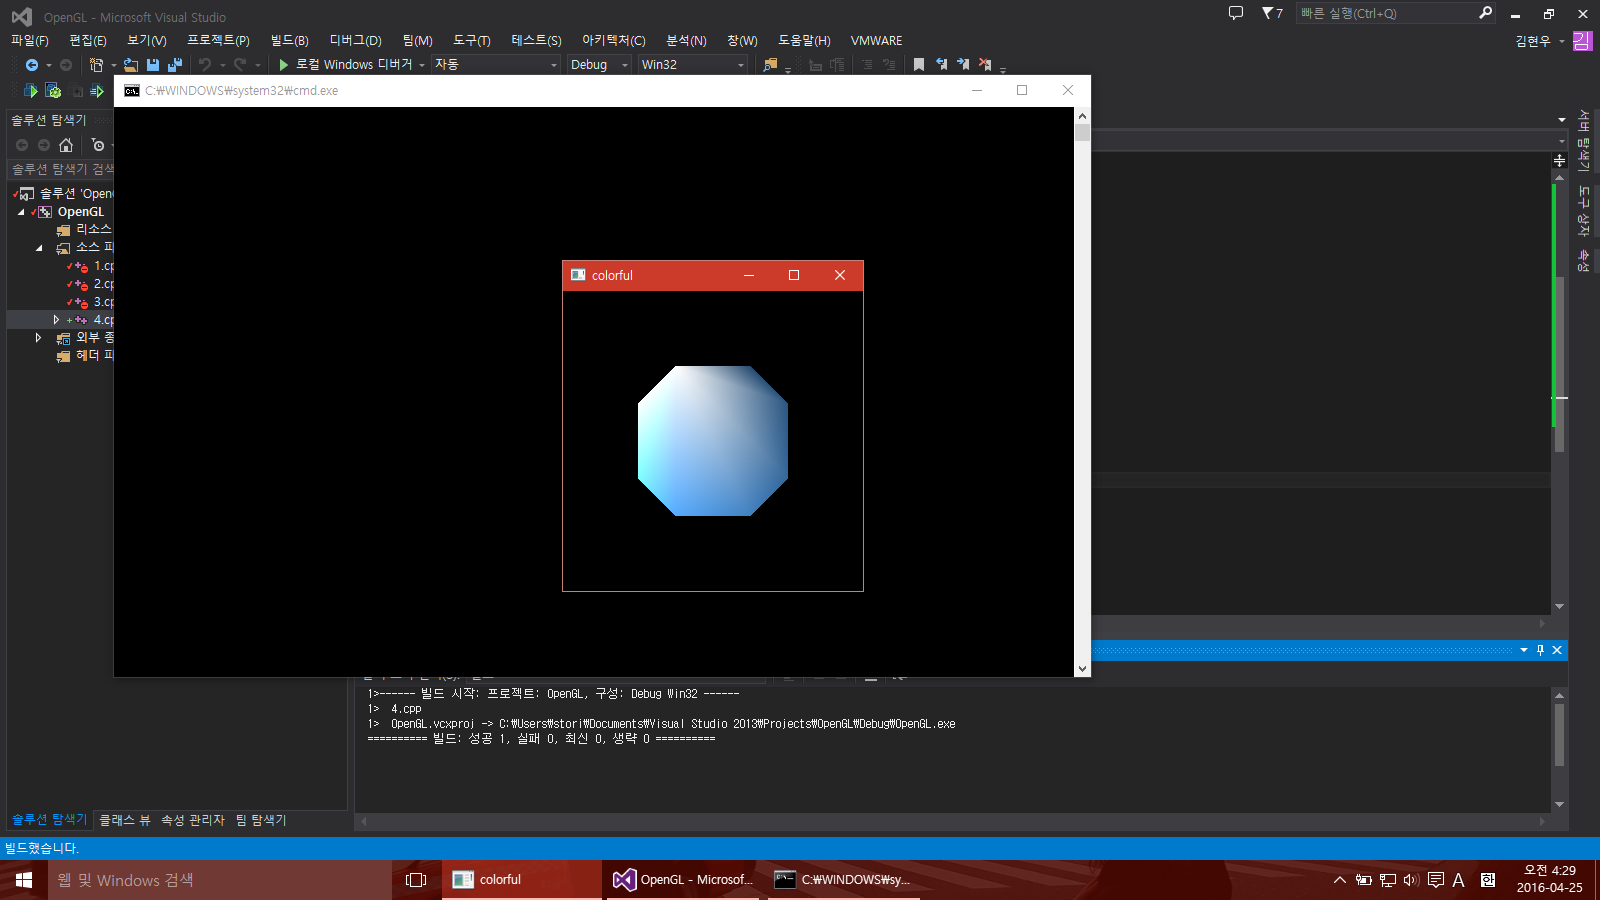 OpenGL - Microsoft Visual Studio
7
빠른 실행(Ctrl+Q)
파일(F) 편집(E) 보기(V) 프로젝트(P) 빌드(B) 디버그(D) 팀(M) 도구(T) 테스트(S) 아키텍처(C) 분석(N) 창(W) 도움말(H) VMWARE
김현우
김
로컬 Windows 디버거 자동 Debug Win32
C:₩WINDOWS₩system32₩cmd.exe
솔루션 탐색기
솔루션 탐색기 검색
솔루션 'Open
OpenGL
리소스
소스 파
1.cp
2.cp
3.cp
4.cp
외부 종
헤더 파
colorful
서버 탐색기
도구 상자
속성
1>------ 빌드 시작: 프로젝트: OpenGL, 구성: Debug Win32 ------
1> 4.cpp
1> OpenGL.vcxproj -> C:₩Users₩stori₩Documents₩Visual Studio 2013₩Projects₩OpenGL₩Debug₩OpenGL.exe
========== 빌드: 성공 1, 실패 0, 최신 0, 생략 0 ==========
솔루션 탐색기 클래스 뷰 속성 관리자 팀 탐색기
빌드했습니다.
웹 및 Windows 검색
colorful
OpenGL - Microsof...
C:₩WINDOWS₩sy...
A
한
오전 4:29
2016-04-25